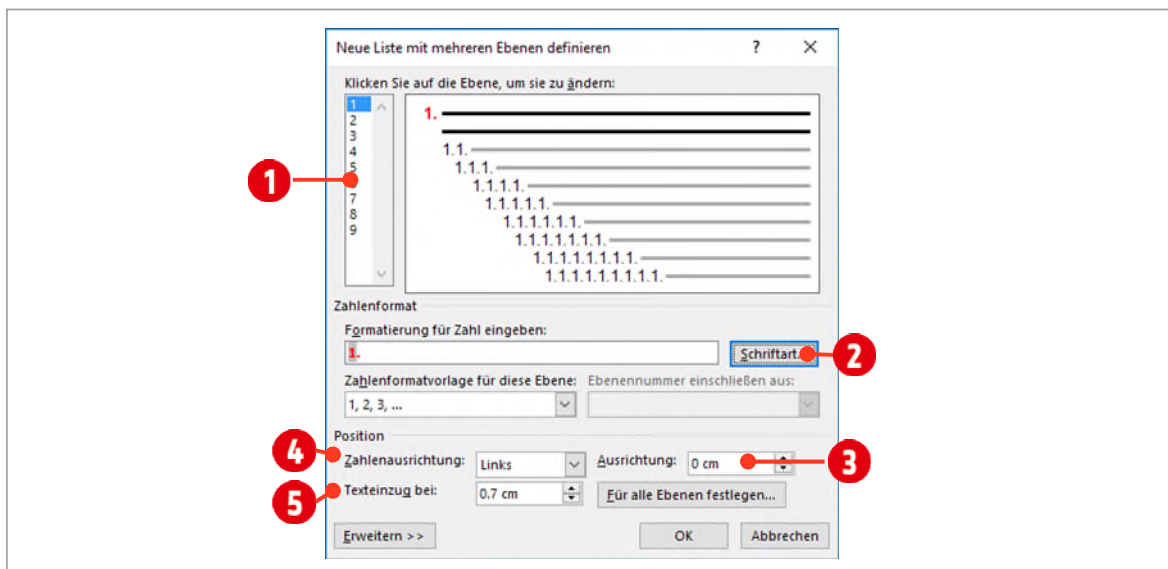 Neue Liste mit mehreren Ebenen definieren ? ×
Klicken Sie auf die Ebene, um sie zu ändern:
1
2
3
4
5
7
8
9
1.
1.1.
1.1.1.
1.1.1.1.
1.1.1.1.1.
1.1.1.1.1.1.
1.1.1.1.1.1.1.
1.1.1.1.1.1.1.1.
1.1.1.1.1.1.1.1.1.
1
Zahlenformat
Formatierung für Zahl eingeben:
1.
Schriftart...
2
Zahlenformatvorlage für diese Ebene: Ebenennummer einschließen aus:
1, 2, 3, ...
Position
4
Zahlenausrichtung: Links Ausrichtung: 0 cm
3
5
Texteinzug bei: 0,7 cm Für alle Ebenen festlegen...
Erweitern >> OK Abbrechen